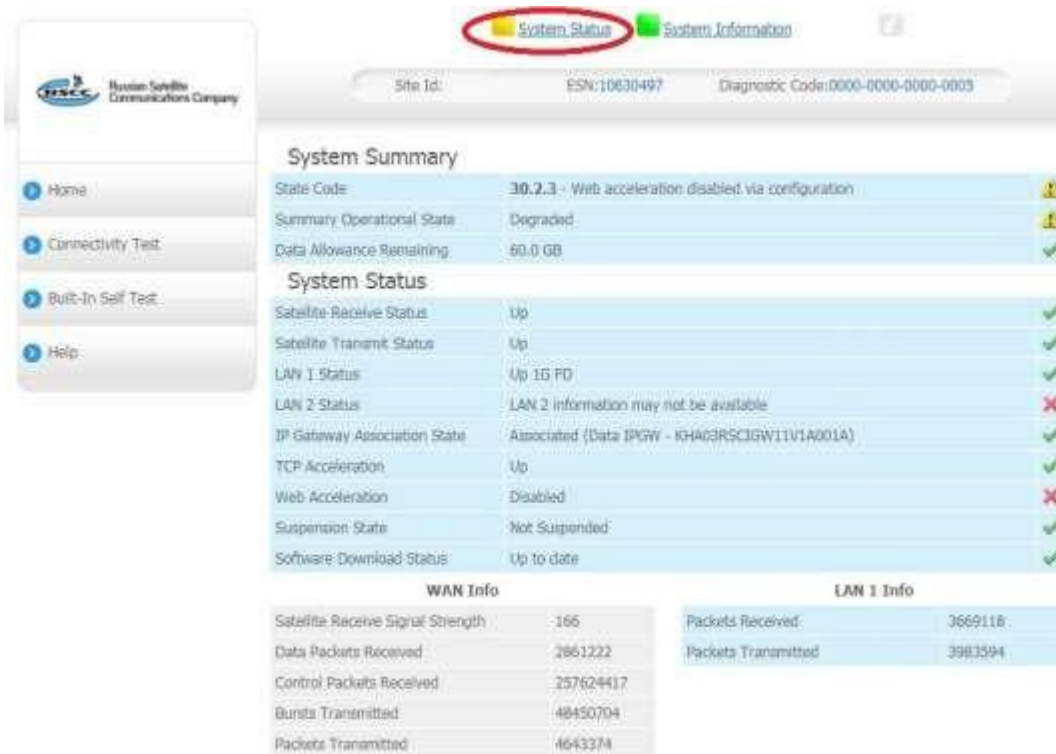 System Status System Information
RSCC Russian Satellite
Communications Company
Site Id: ESN:10630497 Diagnostic Code:0000-0000-0000-0005
Home
Connectivity Test
Built-In Self Test
Help
System Summary
State Code 30.2.3 - Web acceleration disabled via configuration
Summary Operational State Degraded
Data Allowance Remaining 60.0 GB
System Status
Satellite Receive Status Up
Satellite Transmit Status Up
LAN 1 Status Up 1G FD
LAN 2 Status LAN 2 information may not be available
IP Gateway Association State Associated (Data IPGW - KHA03RSCIGW11V1A001A)
TCP Acceleration Up
Web Acceleration Disabled
Suspension State Not Suspended
Software Download Status Up to date
WAN Info LAN 1 Info
Satellite Receive Signal Strength 166 Packets Received 3669118
Data Packets Received 2861222 Packets Transmitted 3983594
Control Packets Received 257624417
Bursts Transmitted 48450704
Packets Transmitted 4643374